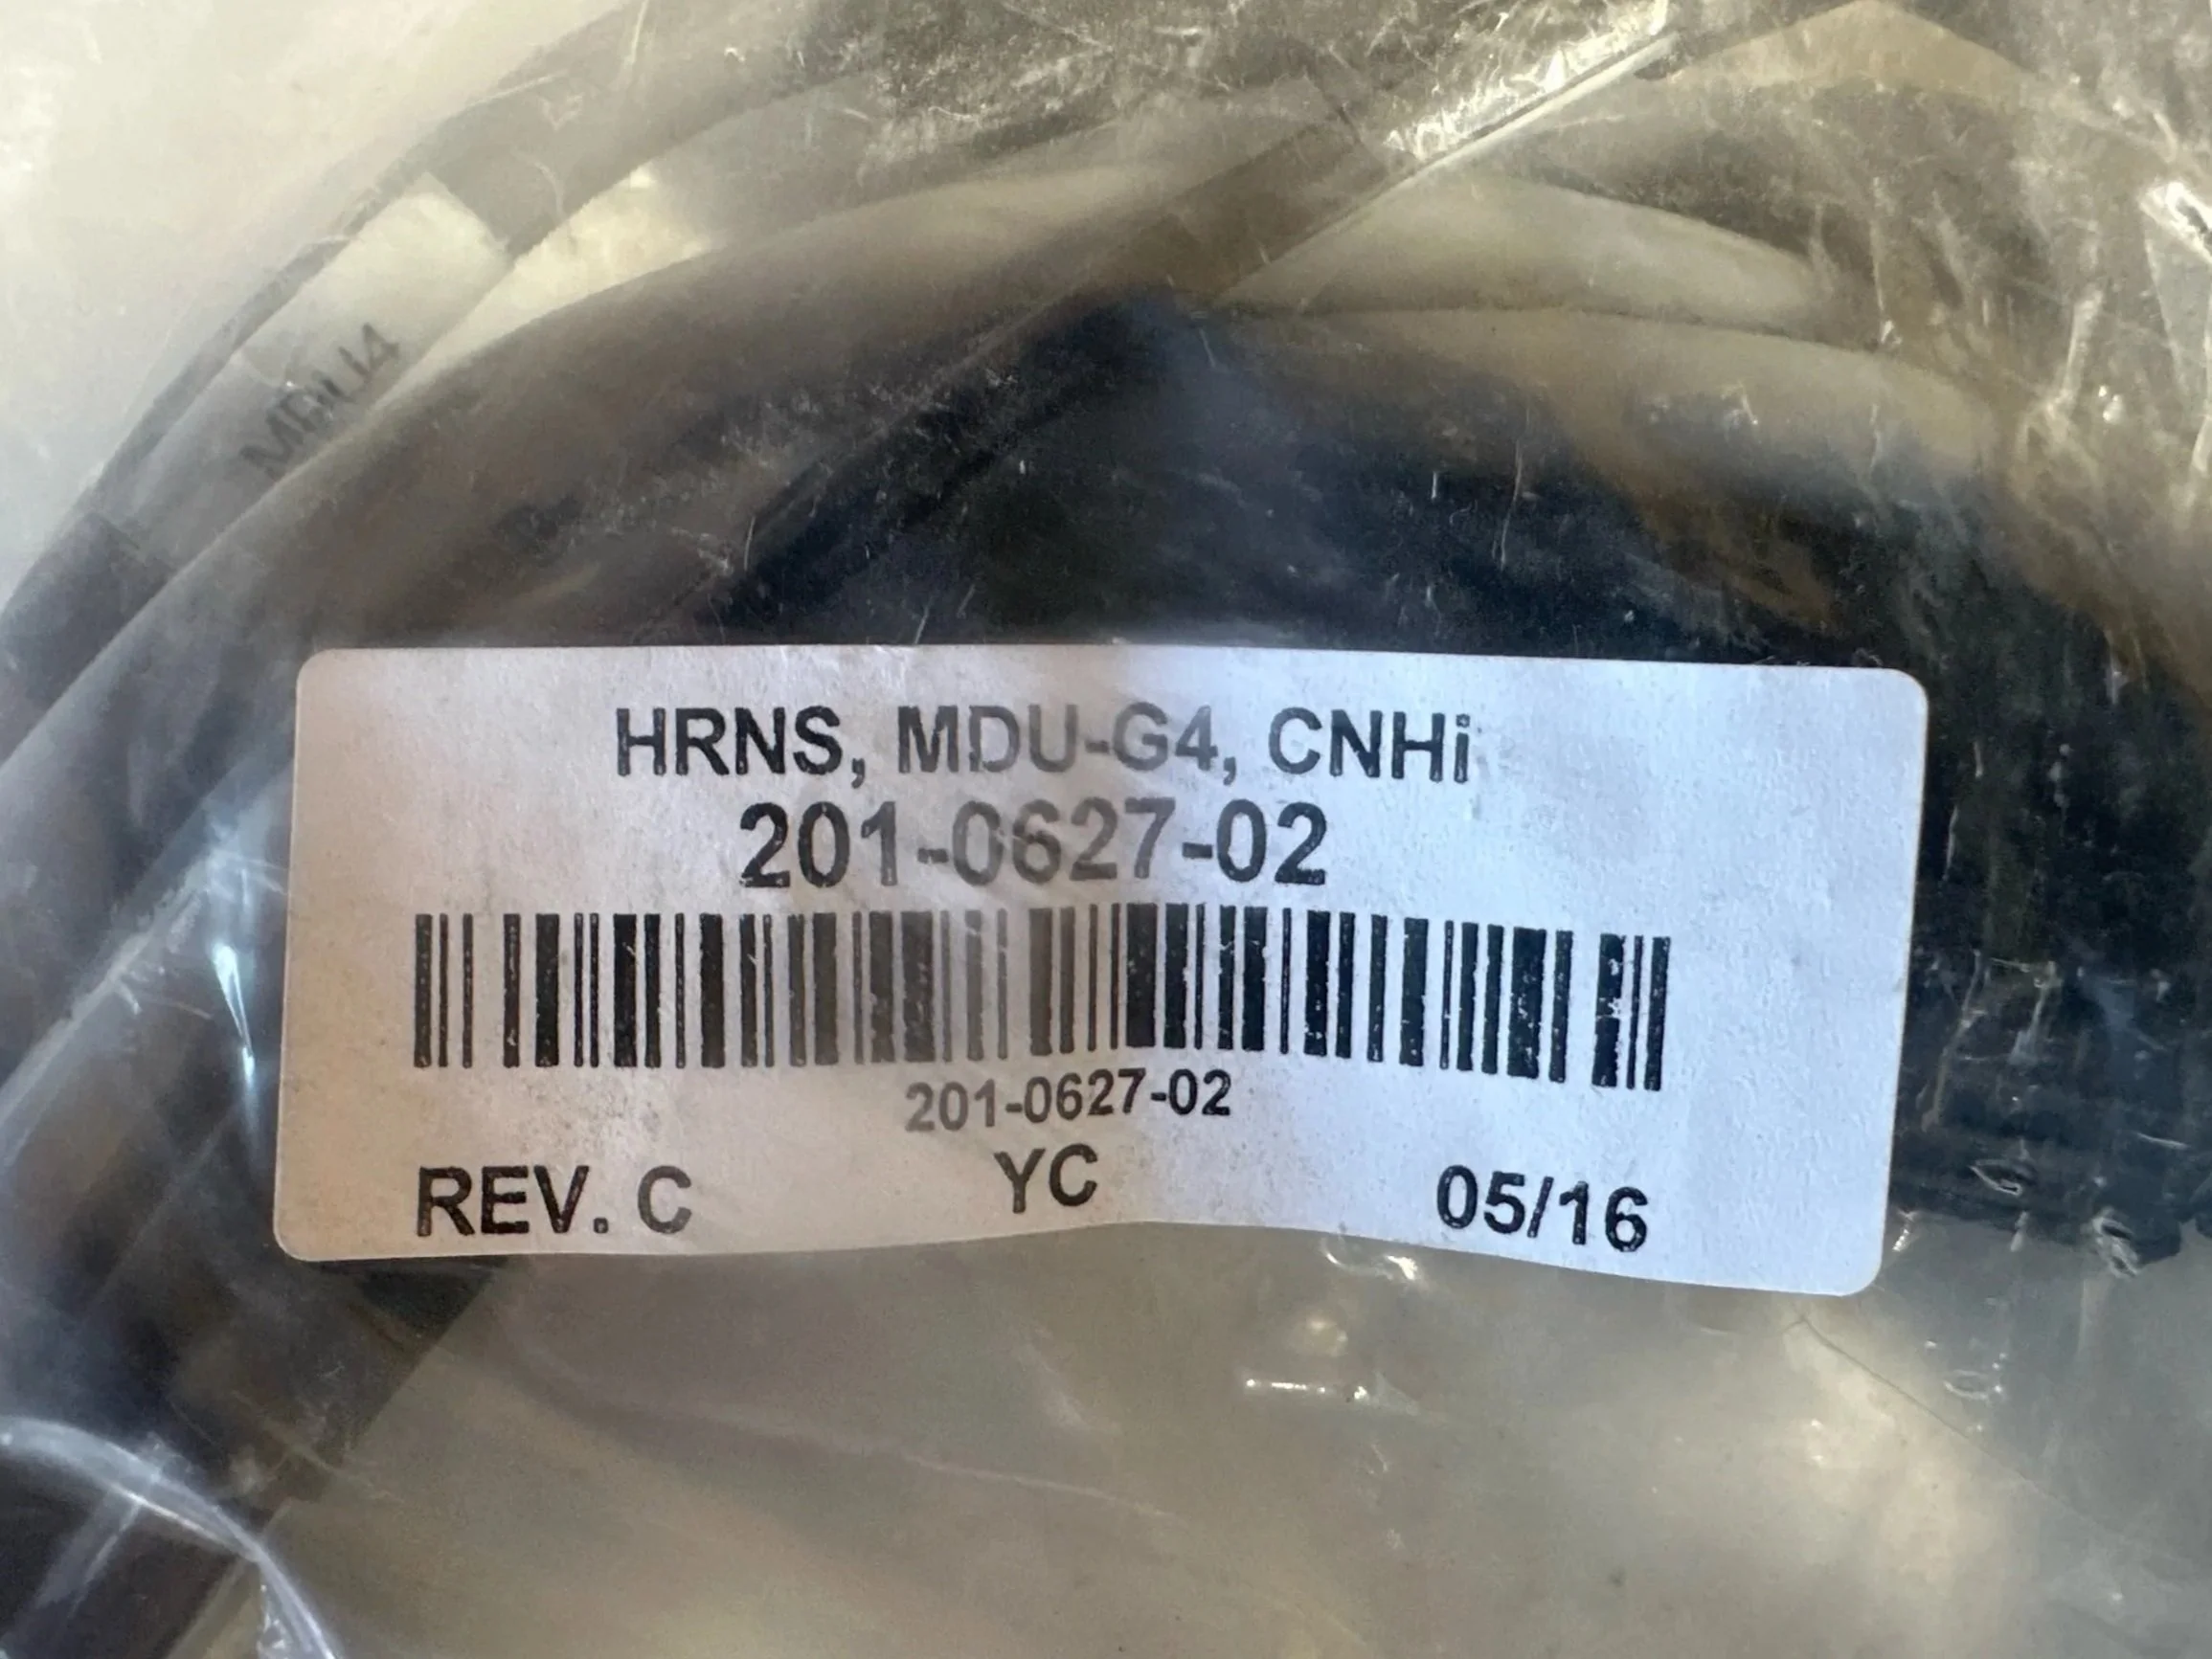 HRNS, MDU-G4, CNHi
201-0627-02
201-0627-02
REV. C YC 05/16